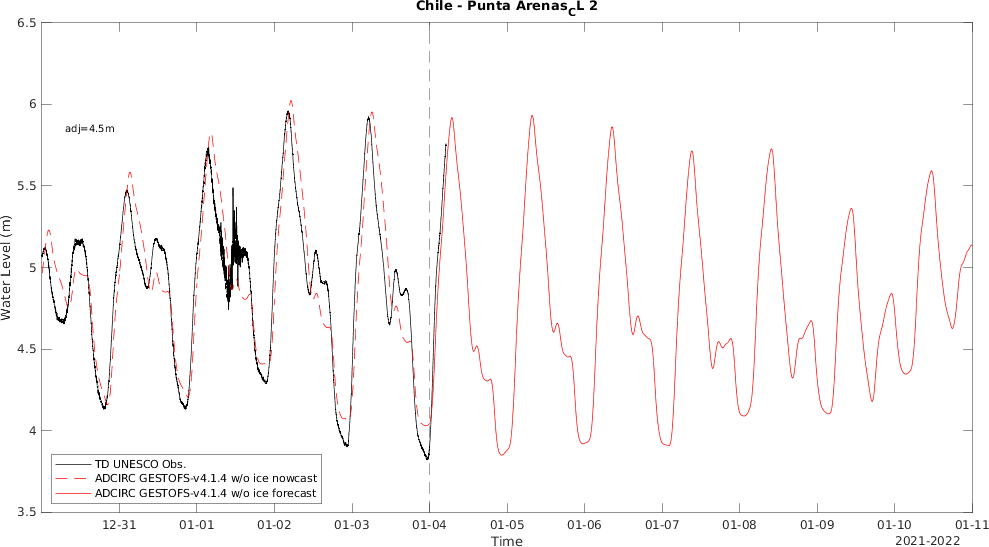 Chile - Punta Arenas_CL 2
6.5
6
5.5
5
4.5
4
3.5
Water Level (m)
adj=4.5m
TD UNESCO Obs.
ADCIRC GESTOFS-v4.1.4 w/o ice nowcast
ADCIRC GESTOFS-v4.1.4 w/o ice forecast
12-31 01-01 01-02 01-03 01-04 01-05 01-06 01-07 01-08 01-09 01-10 01-11
Time
2021-2022